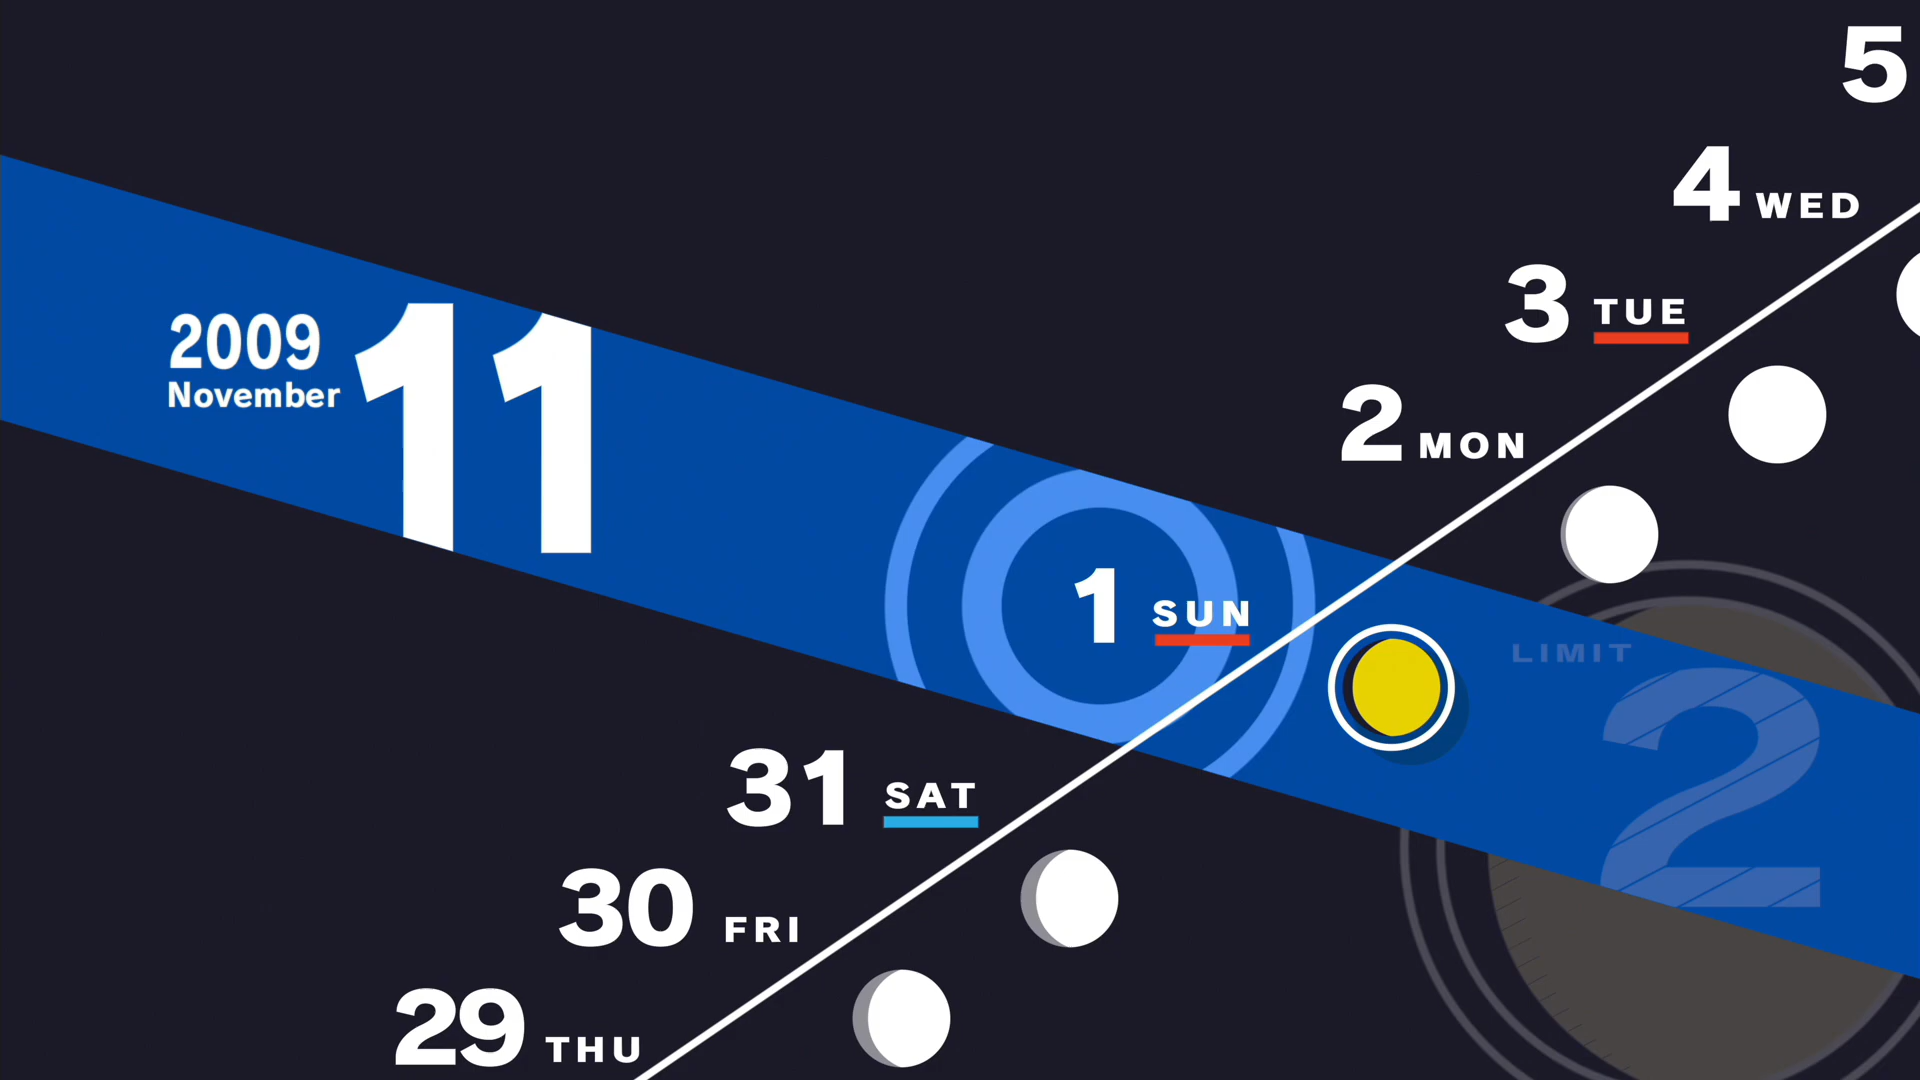 5
4 WED
3 TUE
2 MON
2009
November
11
1 SUN
LIMIT
2
31 SAT
30 FRI
29 THU